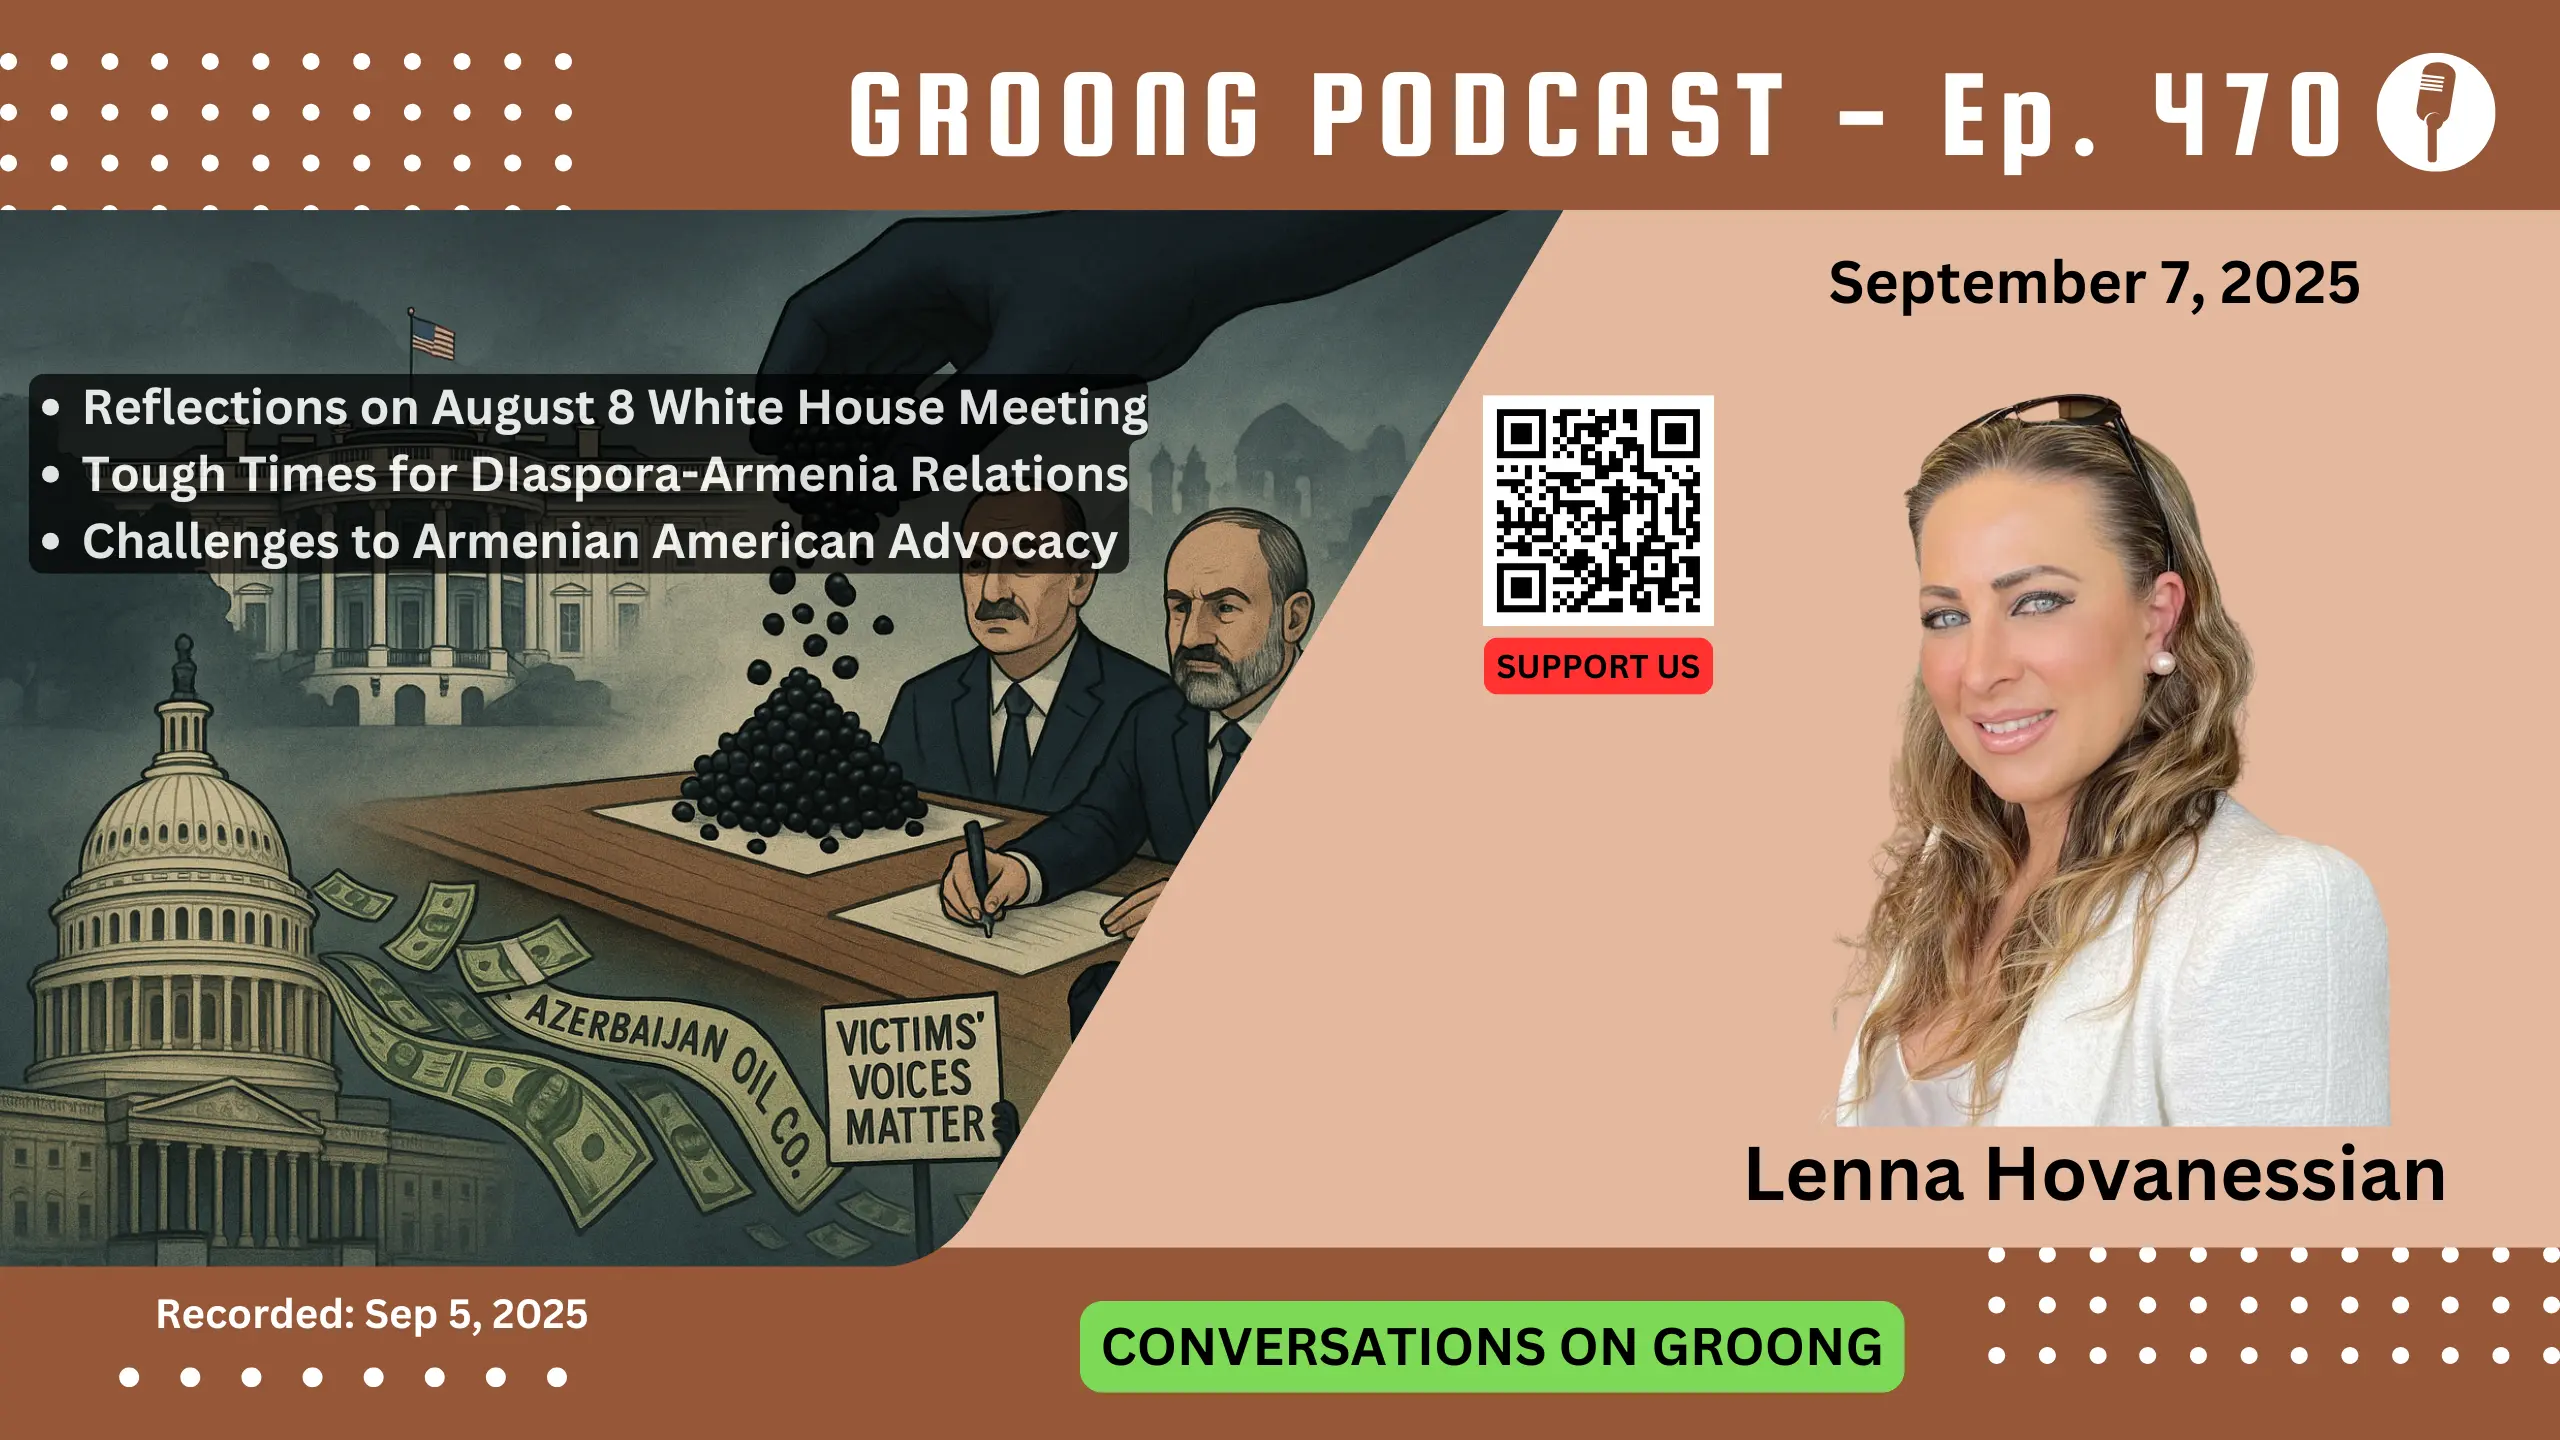 GROONG PODCAST - Ep. 470
September 7, 2025
• Reflections on August 8 White House Meeting
• Tough Times for DIaspora-Armenia Relations
• Challenges to Armenian American Advocacy
SUPPORT US
AZERBAIJAN OIL CO.
VICTIMS'
VOICES
MATTER
Lenna Hovanessian
Recorded: Sep 5, 2025
CONVERSATIONS ON GROONG